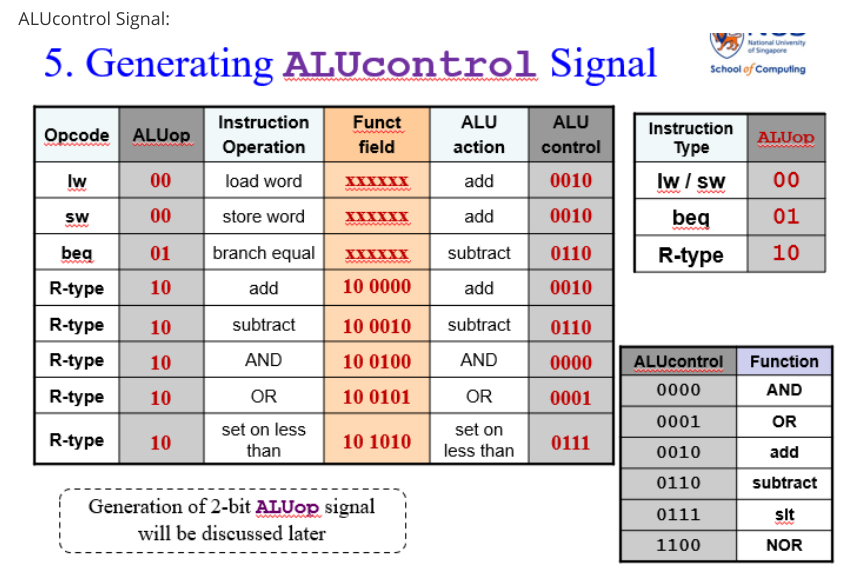 ALUcontrol Signal:
5. Generating ALUcontrol Signal
National University
of Singapore
School of Computing
Opcode ALUop Instruction Operation Funct field ALU action ALU control
lw 00 load word xxxxxx add 0010
sw 00 store word xxxxxx add 0010
beq 01 branch equal xxxxxx subtract 0110
R-type 10 add 10 0000 add 0010
R-type 10 subtract 10 0010 subtract 0110
R-type 10 AND 10 0100 AND 0000
R-type 10 OR 10 0101 OR 0001
R-type 10 set on less than 10 1010 set on less than 0111
Instruction Type ALUop
lw / sw 00
beq 01
R-type 10
ALUcontrol Function
0000 AND
0001 OR
0010 add
0110 subtract
0111 slt
1100 NOR
Generation of 2-bit ALUop signal
will be discussed later